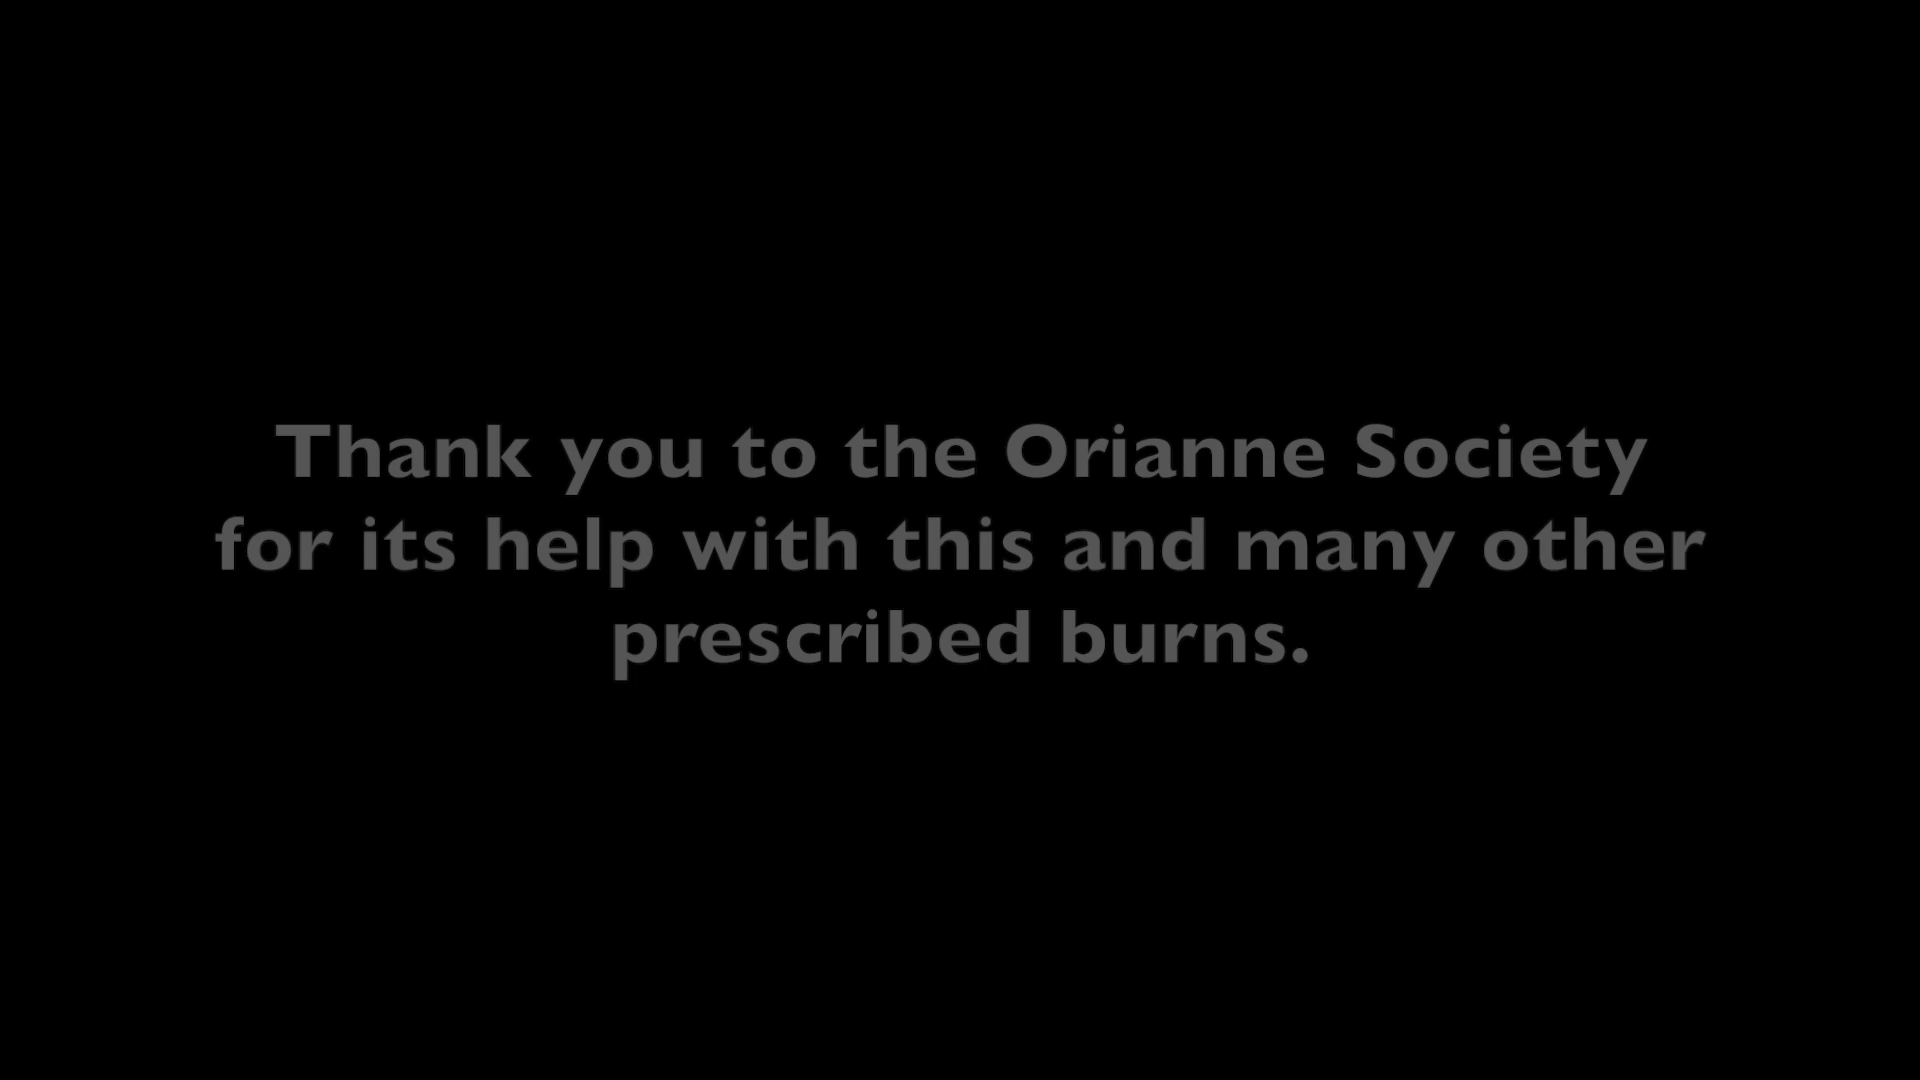 Thank you to the Orianne Society
for its help with this and many other
prescribed burns.